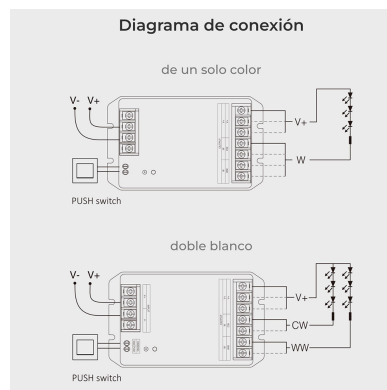 Diagrama de conexión
de un solo color
V- V+
V+
W
PUSH switch
doble blanco
V- V+
V+
CW
WW
PUSH switch